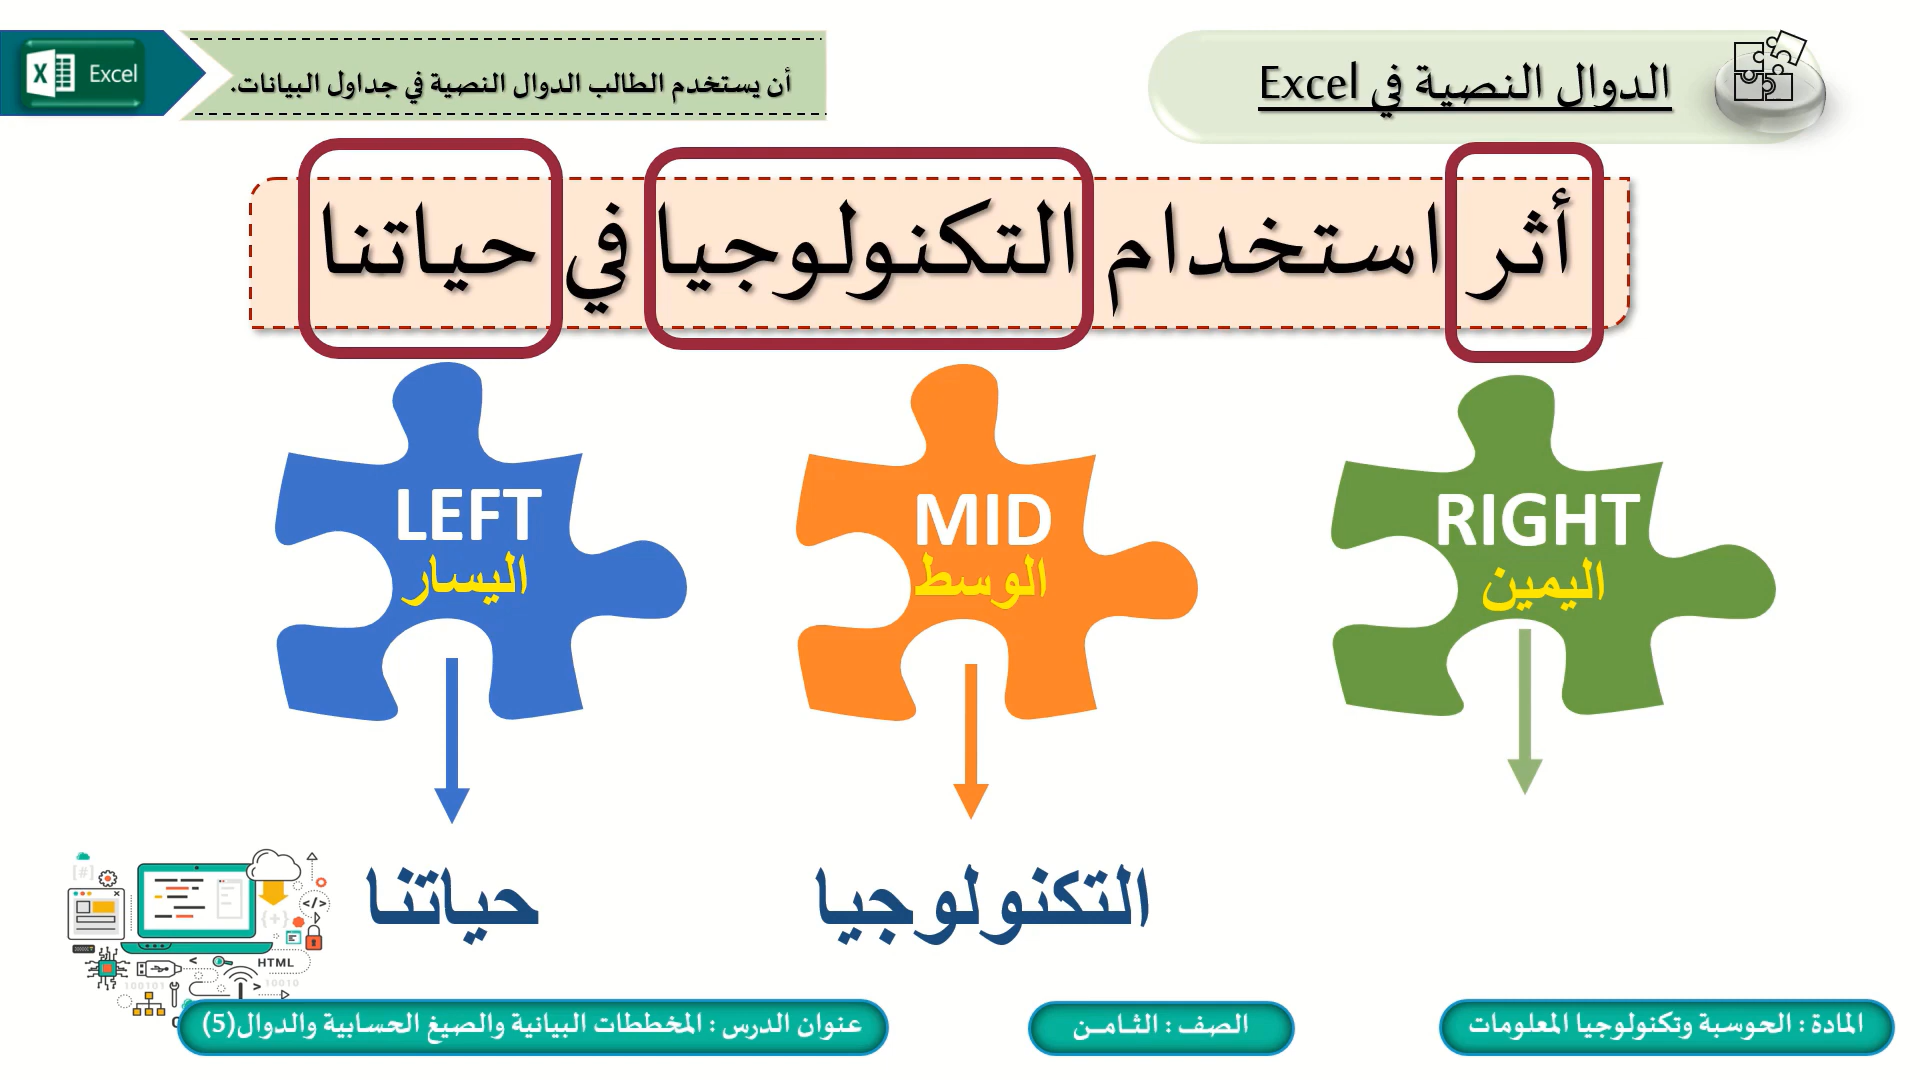 الدوال النصية في Excel
أن يستخدم الطالب الدوال النصية في جداول البيانات.
Excel
أثر استخدام التكنولوجيا في حياتنا
RIGHT
اليمين
MID
الوسط
LEFT
اليسار
التكنولوجيا
حياتنا
HTML
المادة : الحوسبة وتكنولوجيا المعلومات
الصف : الثامن
عنوان الدرس : المخططات البيانية والصيغ الحسابية والدوال(5)